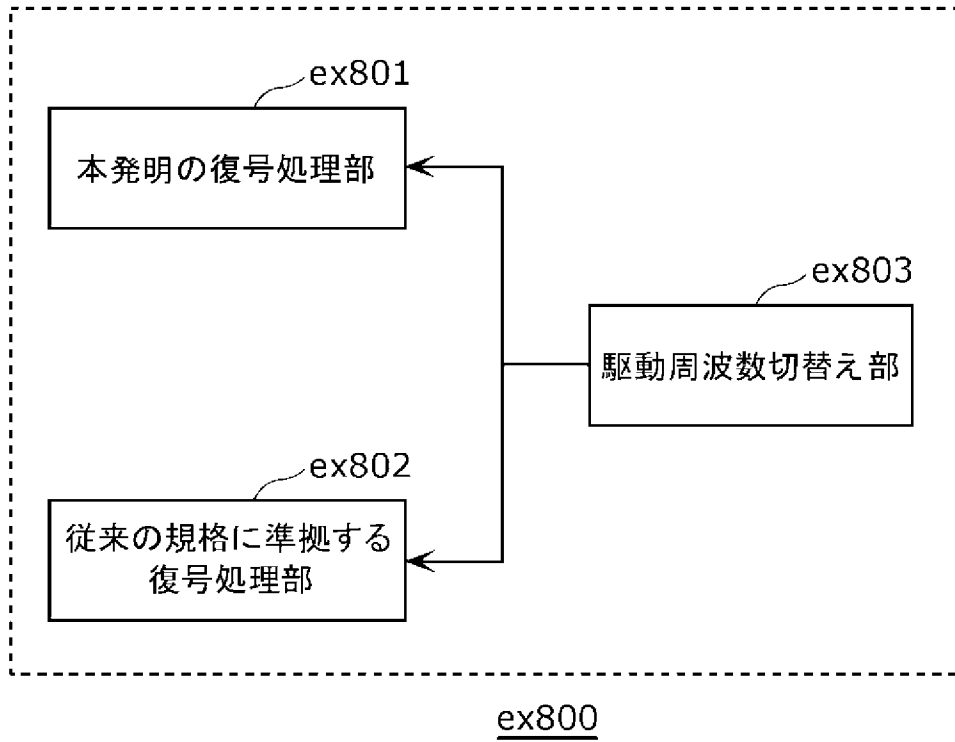 ex801
本発明の復号処理部
ex803
駆動周波数切替え部
ex802
従来の規格に準拠する
復号処理部
ex800